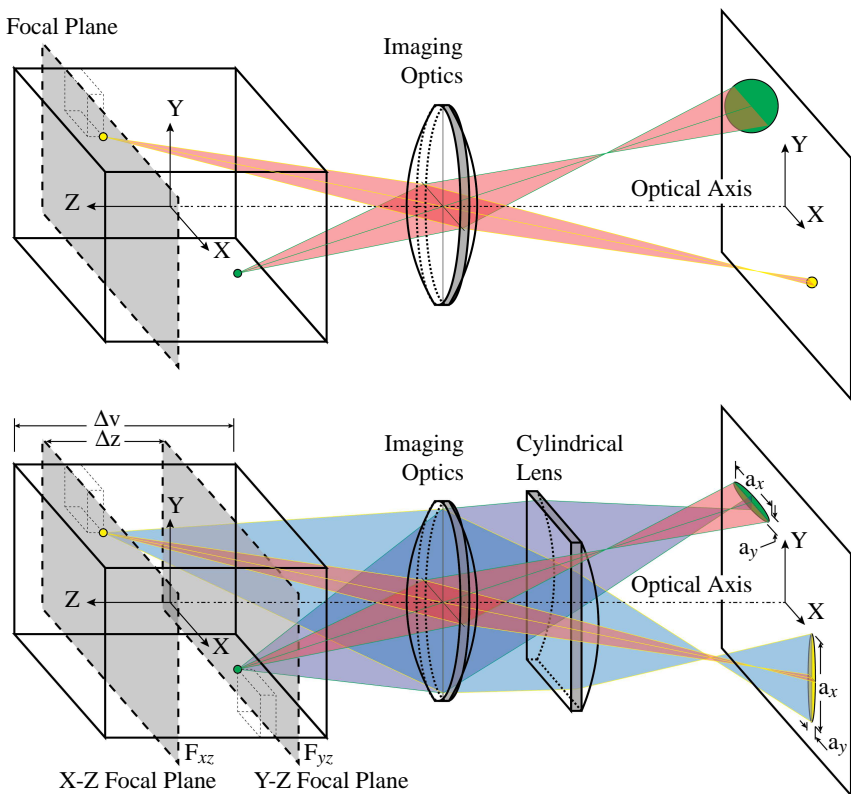 Focal Plane
Imaging
Optics
Y
Z
X
Optical Axis
Y
X
Δv
Δz
Imaging
Optics
Cylindrical
Lens
a_x
a_y
Y
Z
X
Optical Axis
Y
X
a_x
a_y
F_xz
F_yz
X-Z Focal Plane
Y-Z Focal Plane